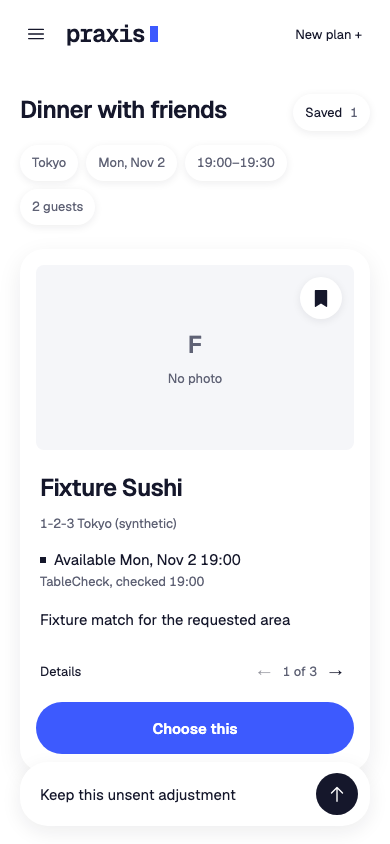 praxis
New plan +
Dinner with friends
Saved 1
Tokyo
Mon, Nov 2
19:00–19:30
2 guests
F
No photo
Fixture Sushi
1-2-3 Tokyo (synthetic)
Available Mon, Nov 2 19:00
TableCheck, checked 19:00
Fixture match for the requested area
Details
← 1 of 3 →
Choose this
Keep this unsent adjustment